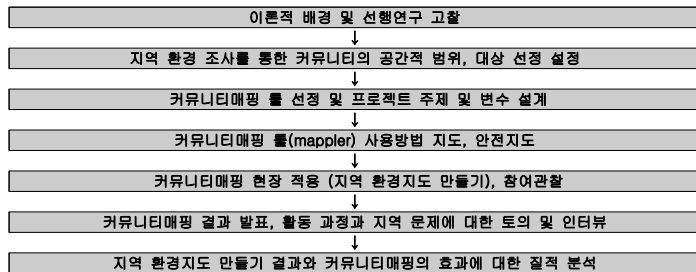 이론적 배경 및 선행연구 고찰
↓
지역 환경 조사를 통한 커뮤니티의 공간적 범위, 대상 선정 설정
↓
커뮤니티매핑 툴 선정 및 프로젝트 주제 및 변수 설계
↓
커뮤니티매핑 툴(mappler) 사용방법 지도, 안전지도
↓
커뮤니티매핑 현장 적용 (지역 환경지도 만들기), 참여관찰
↓
커뮤니티매핑 결과 발표, 활동 과정과 지역 문제에 대한 토의 및 인터뷰
↓
지역 환경지도 만들기 결과와 커뮤니티매핑의 효과에 대한 질적 분석